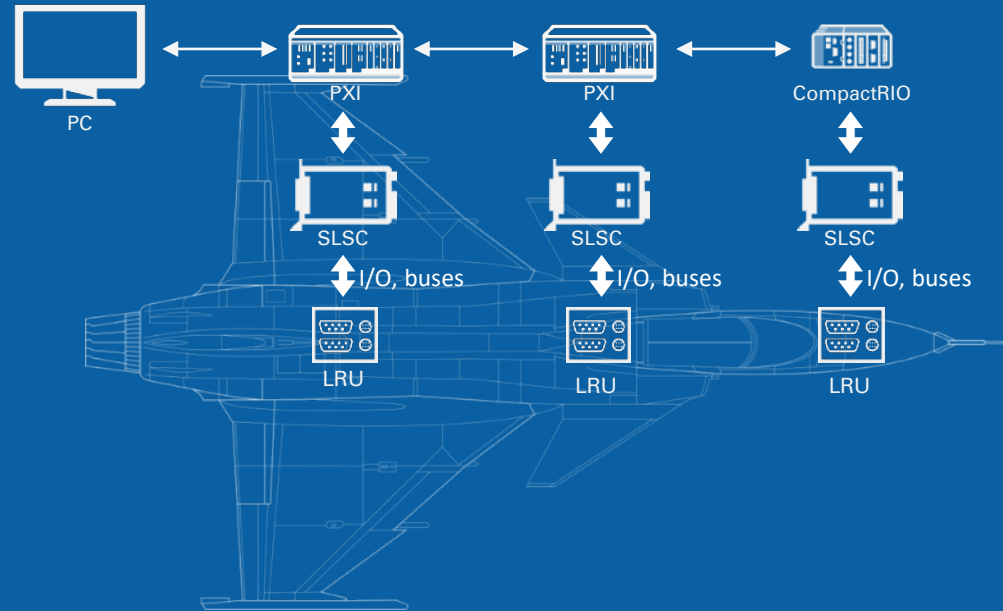 PC
PXI
PXI
CompactRIO
SLSC
SLSC
SLSC
I/O, buses
I/O, buses
I/O, buses
LRU
LRU
LRU